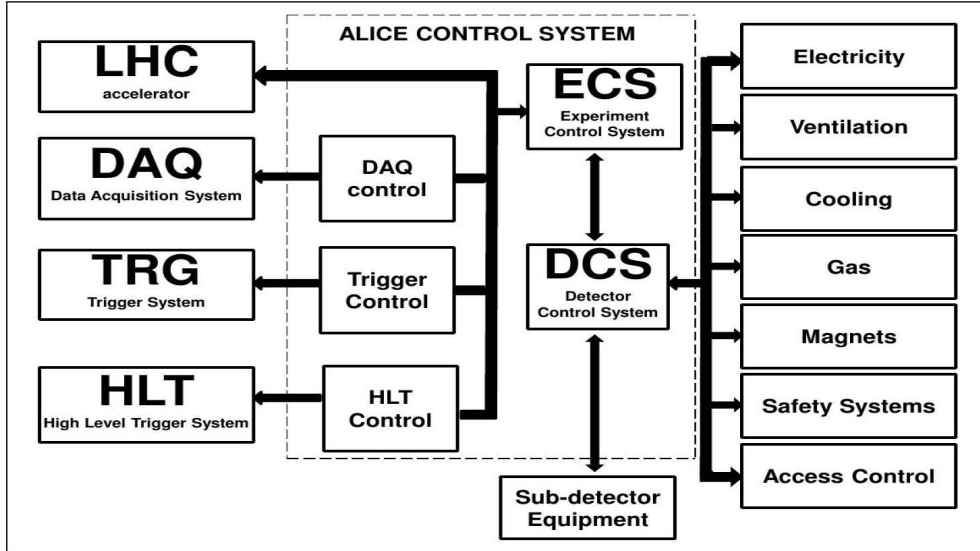 ALICE CONTROL SYSTEM
LHC
accelerator
DAQ
Data Acquisition System
TRG
Trigger System
HLT
High Level Trigger System
DAQ
control
Trigger
Control
HLT
Control
ECS
Experiment
Control System
DCS
Detector
Control System
Sub-detector
Equipment
Electricity
Ventilation
Cooling
Gas
Magnets
Safety Systems
Access Control